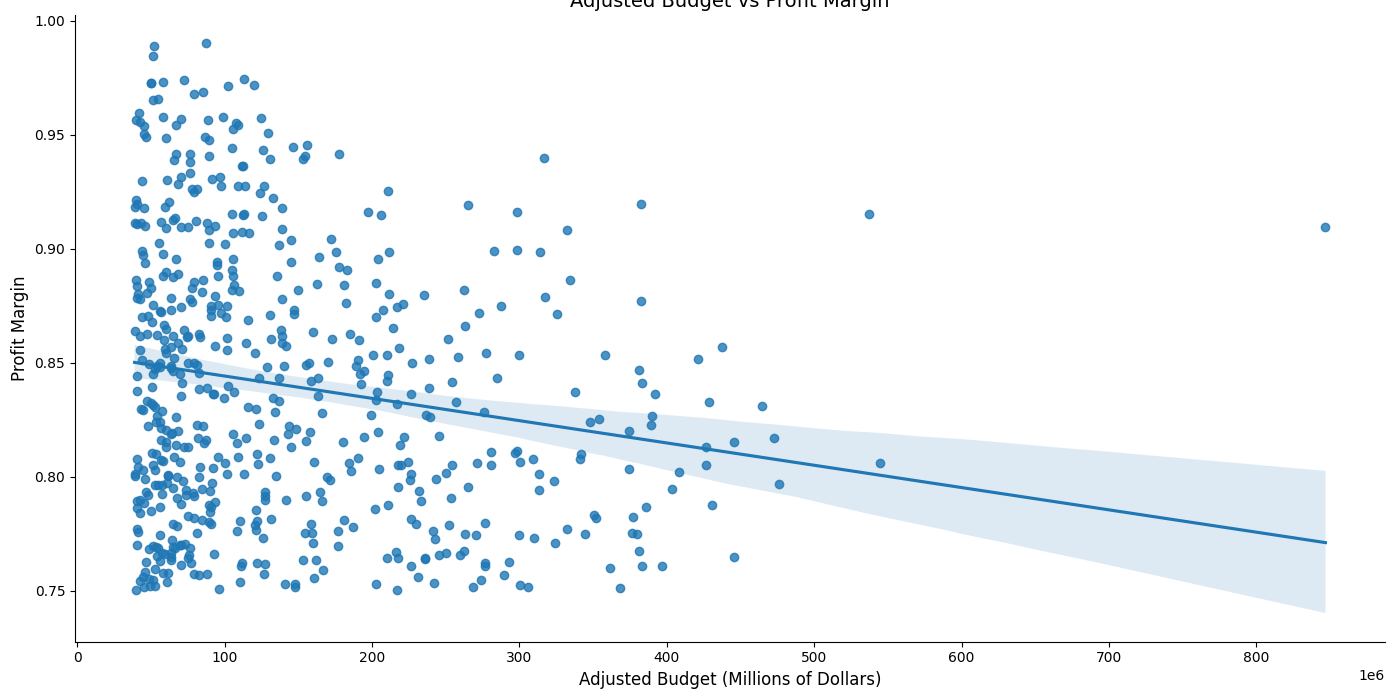 Adjusted Budget vs Profit Margin
1.00
0.95
0.90
0.85
0.80
0.75
Profit Margin
0 100 200 300 400 500 600 700 800
1e6
Adjusted Budget (Millions of Dollars)